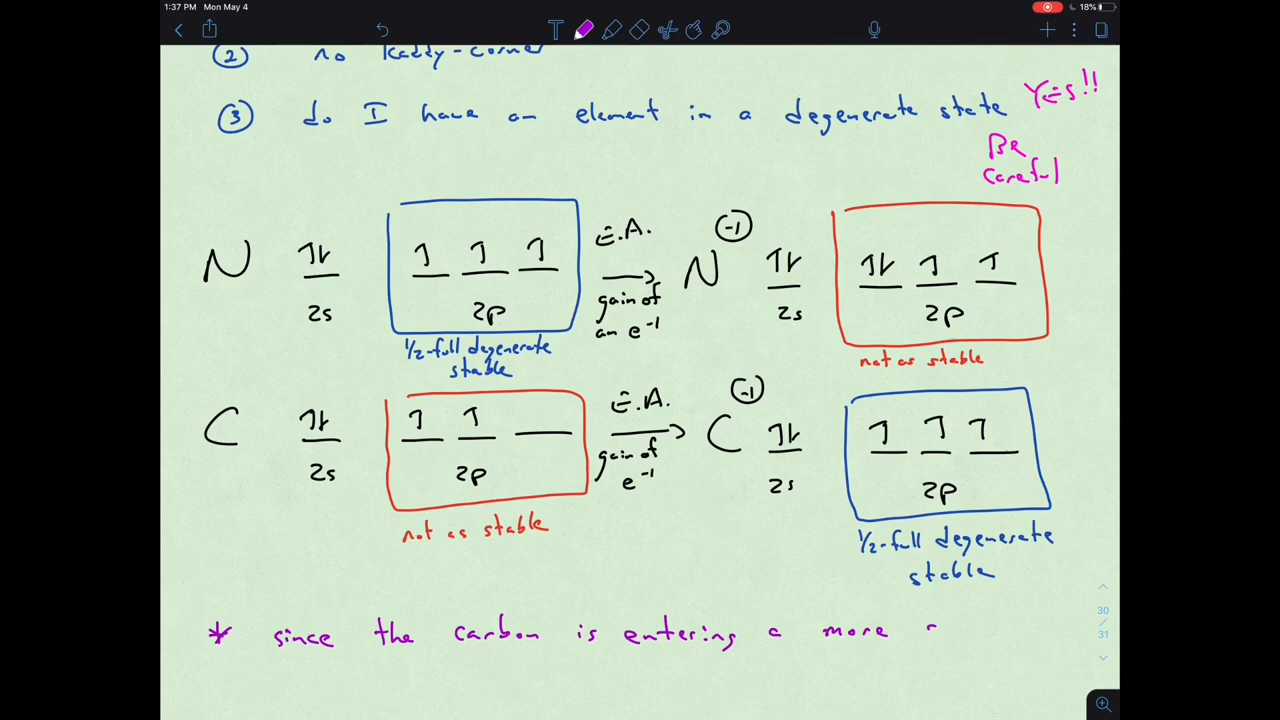 1:37 PM Mon May 4
18%
② no kaddy-corner
③ do I have an element in a degenerate state YES!!
BE
careful
N 2s 2p E.A. gain of an e⁻¹ N -1 2s 2p
1/2-full degenerate
stable
not as stable
C 2s 2p E.A. gain of e⁻¹ C -1 2s 2p
not as stable
1/2-full degenerate
stable
* since the carbon is entering a more
30
/
31